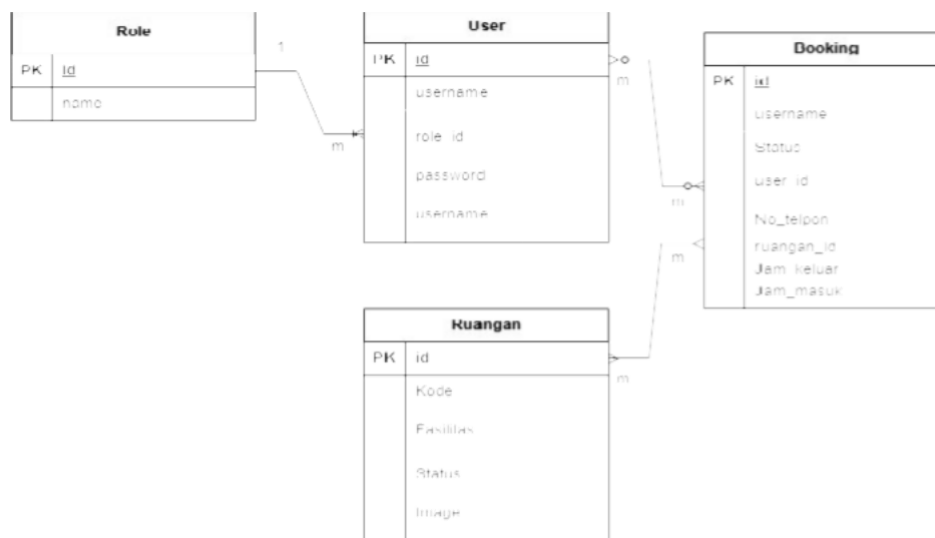 Role
PK Id
name
1
m
User
PK id
username
role_id
password
username
m
m
Booking
PK id
username
Status
user_id
No_telpon
ruangan_id
Jam_keluar
Jam_masuk
m
Ruangan
PK id
Kode
Fasilitas
Status
Image
m